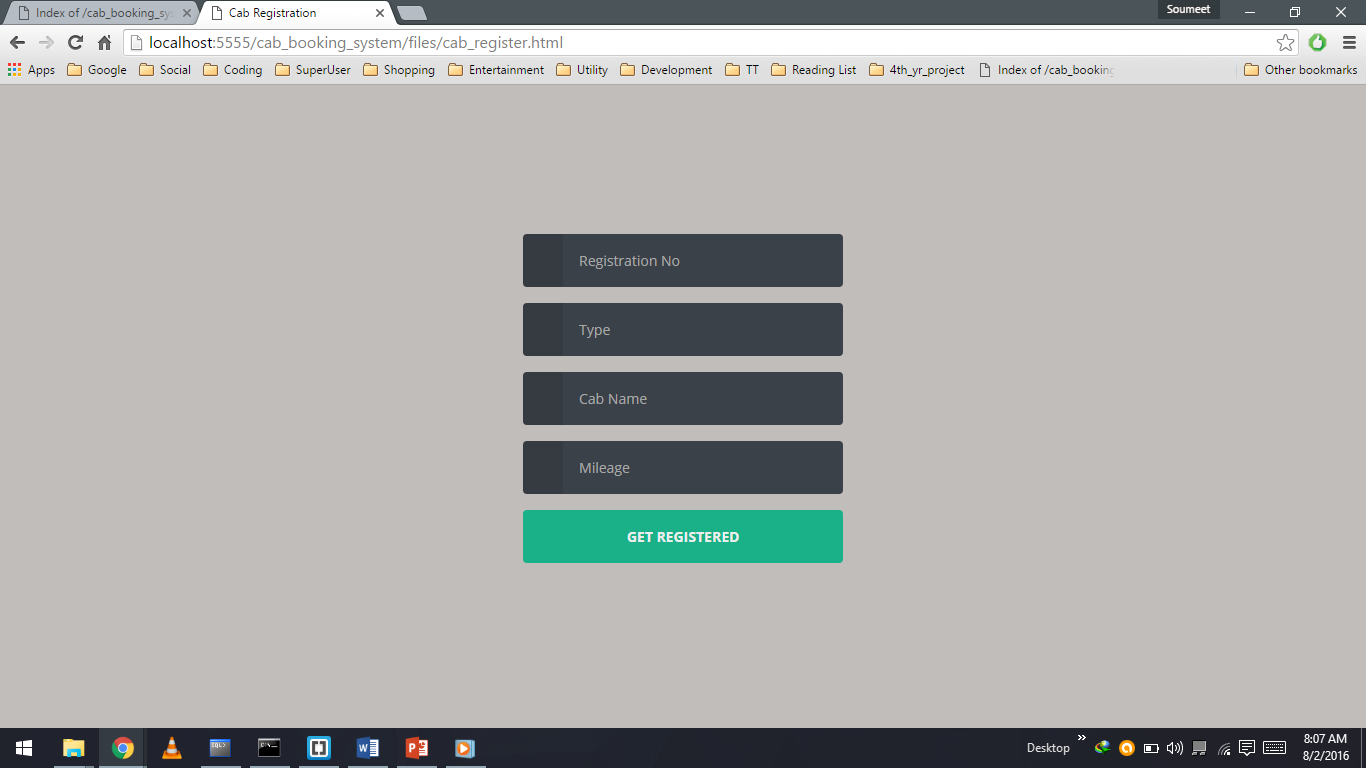 Index of /cab_booking_sy
Cab Registration
Soumeet
localhost:5555/cab_booking_system/files/cab_register.html
Apps Google Social Coding SuperUser Shopping Entertainment Utility Development TT Reading List 4th_yr_project Index of /cab_booking Other bookmarks
Registration No
Type
Cab Name
Mileage
GET REGISTERED
Desktop
8:07 AM
8/2/2016